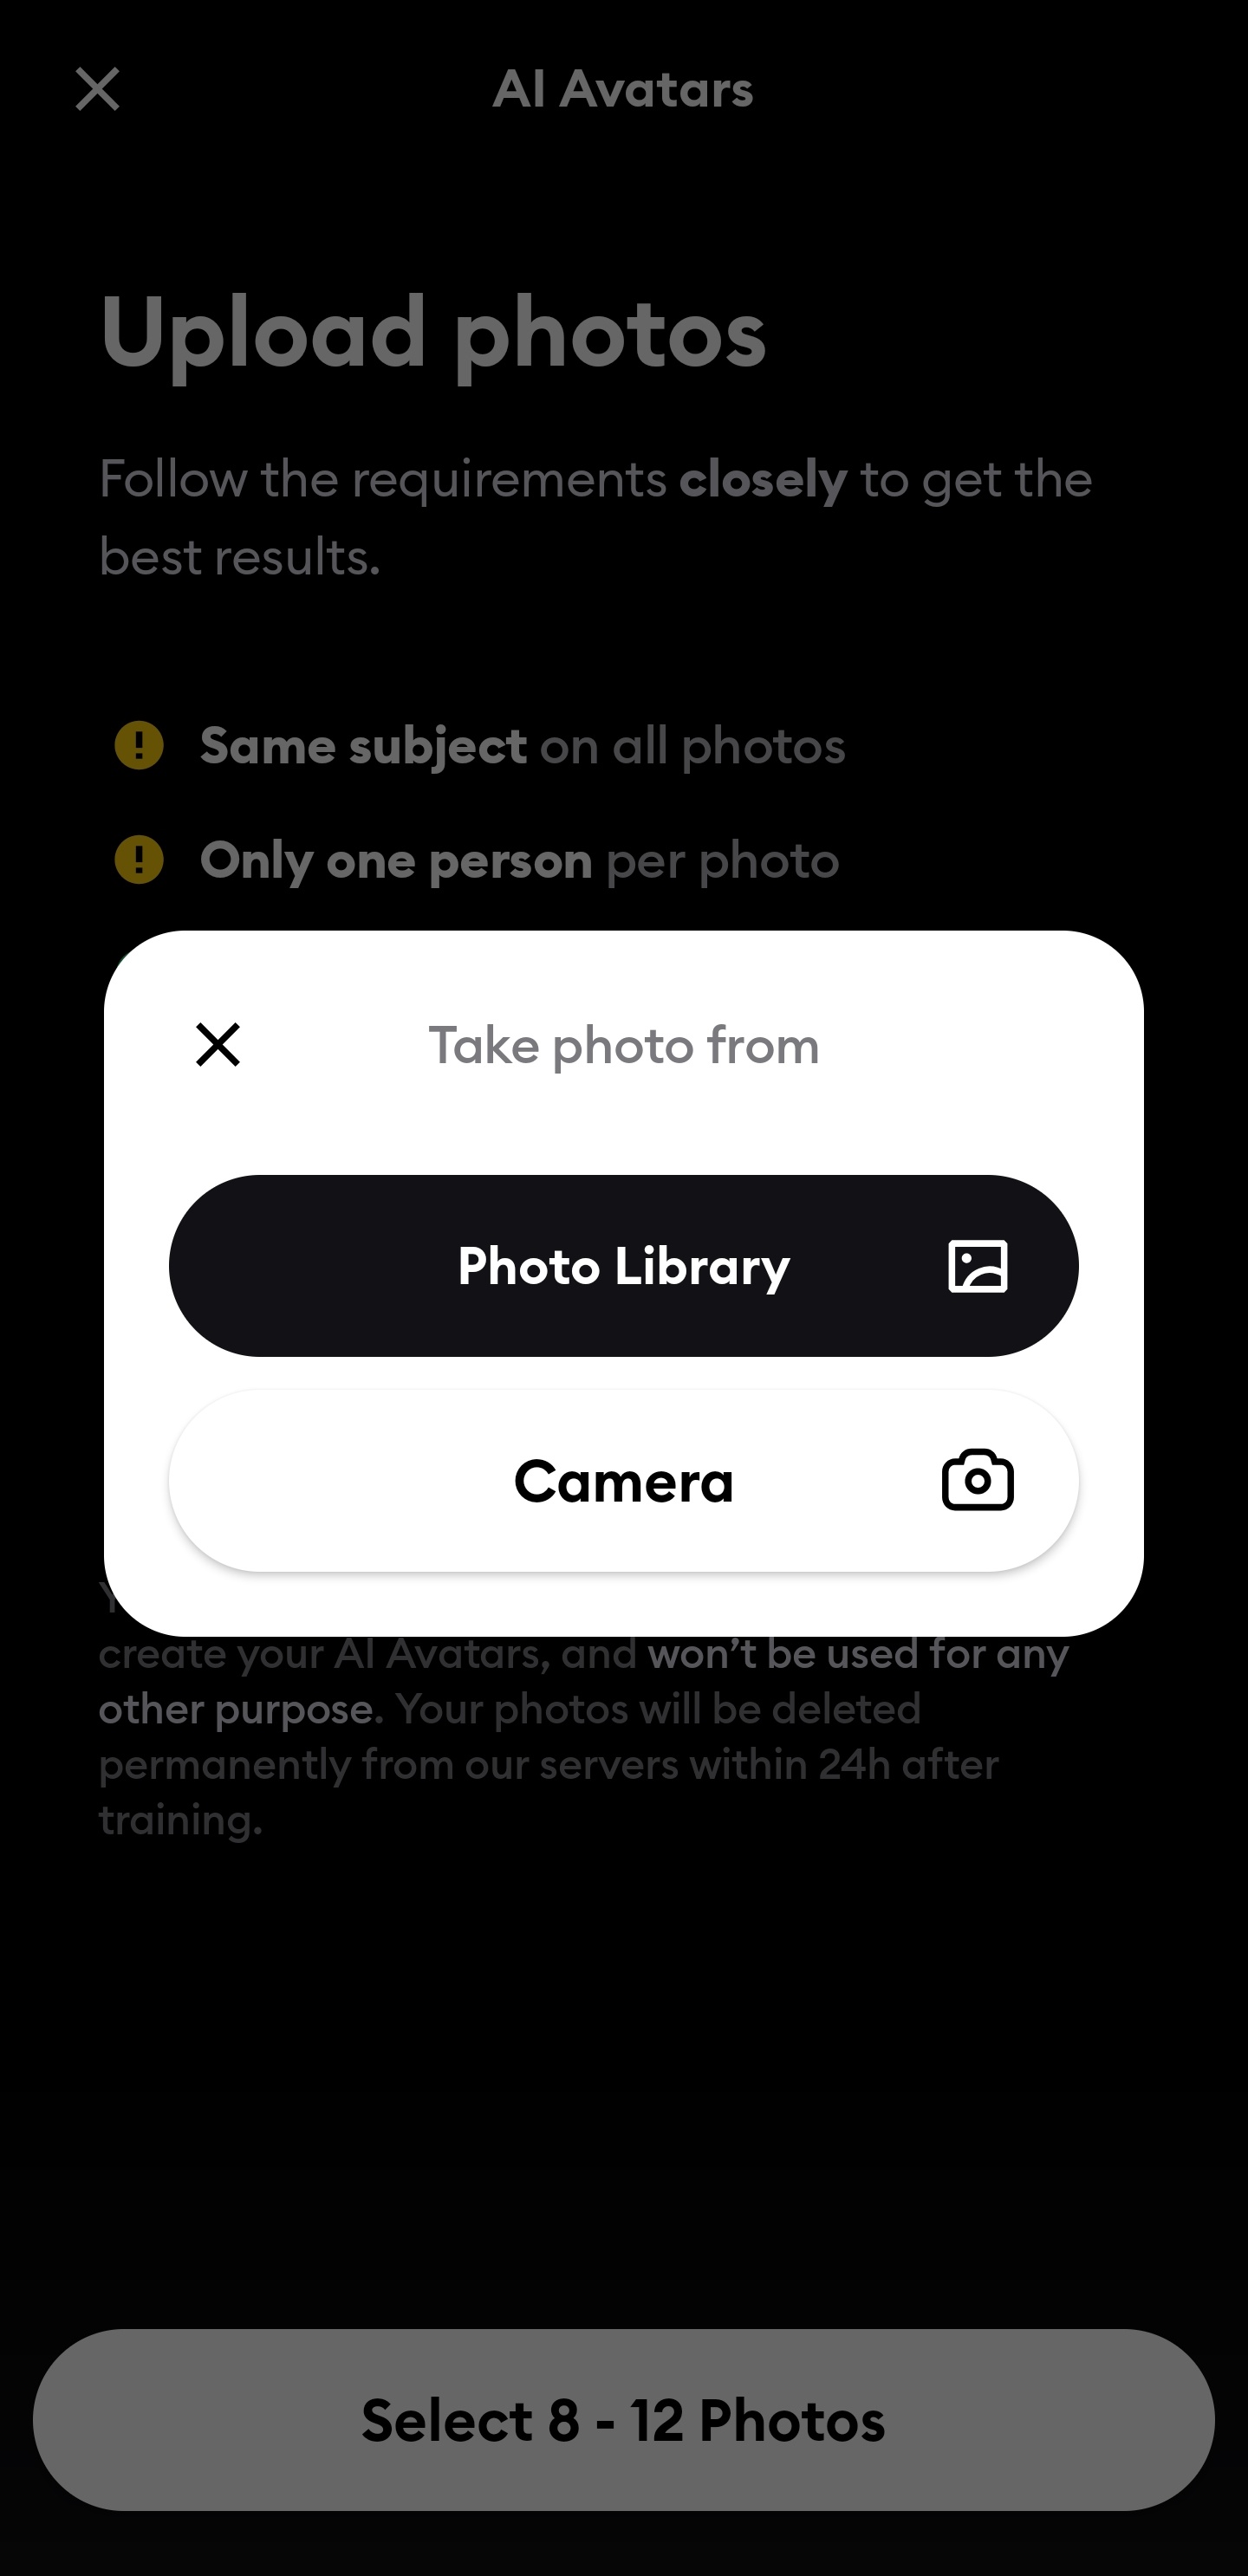 AI Avatars
Upload photos
Follow the requirements closely to get the
best results.
Same subject on all photos
Only one person per photo
Take photo from
Photo Library
Camera
create your AI Avatars, and won’t be used for any
other purpose. Your photos will be deleted
permanently from our servers within 24h after
training.
Select 8 - 12 Photos